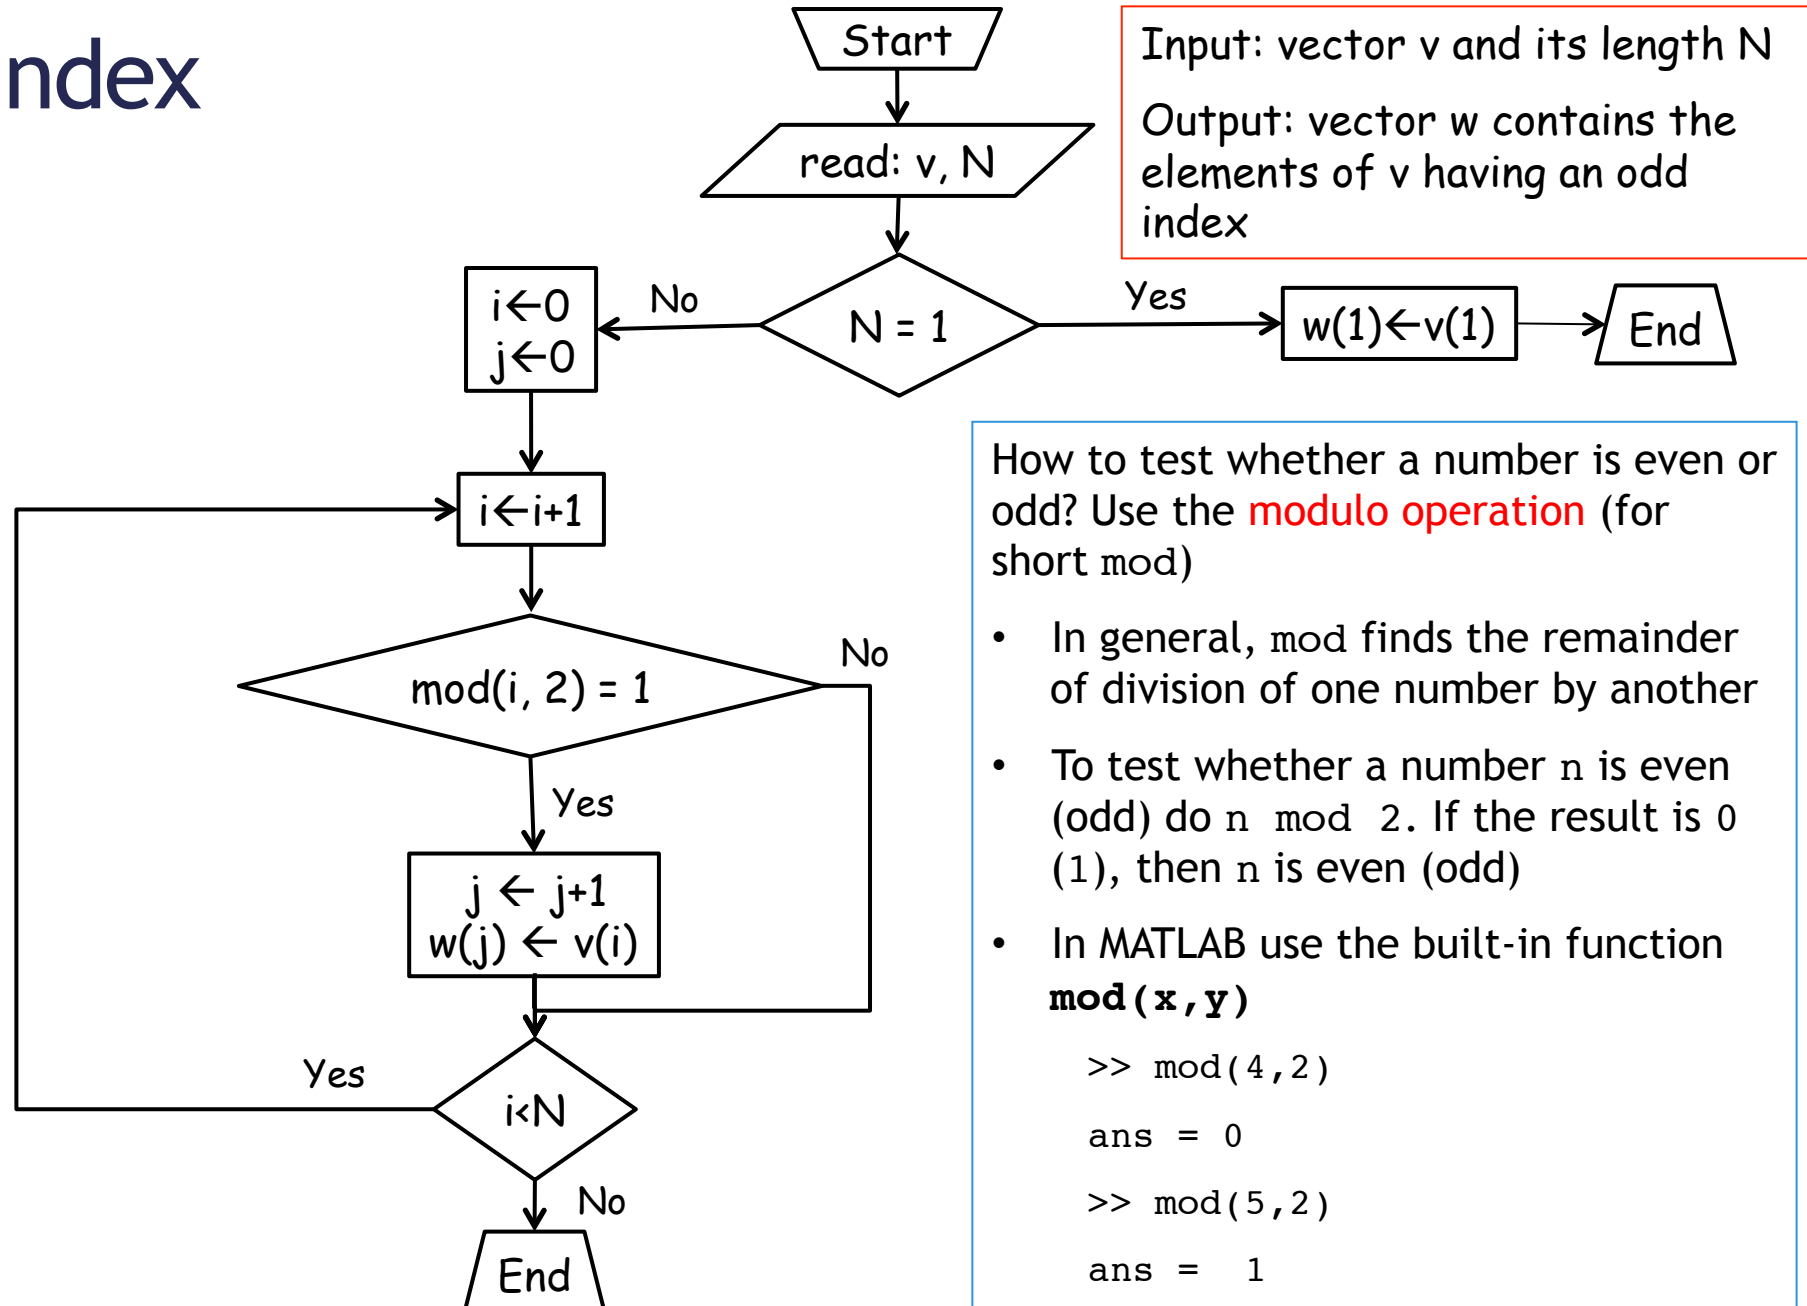 ndex
Start
read: v, N
N = 1
No
Yes
i←0
j←0
w(1)←v(1)
End
i←i+1
mod(i, 2) = 1
No
Yes
j ← j+1
w(j) ← v(i)
i<N
Yes
No
End
Input: vector v and its length N
Output: vector w contains the
elements of v having an odd
index
How to test whether a number is even or
odd? Use the modulo operation (for
short mod)
• In general, mod finds the remainder
of division of one number by another
• To test whether a number n is even
(odd) do n mod 2. If the result is 0
(1), then n is even (odd)
• In MATLAB use the built-in function
mod(x,y)
>> mod(4,2)
ans = 0
>> mod(5,2)
ans = 1